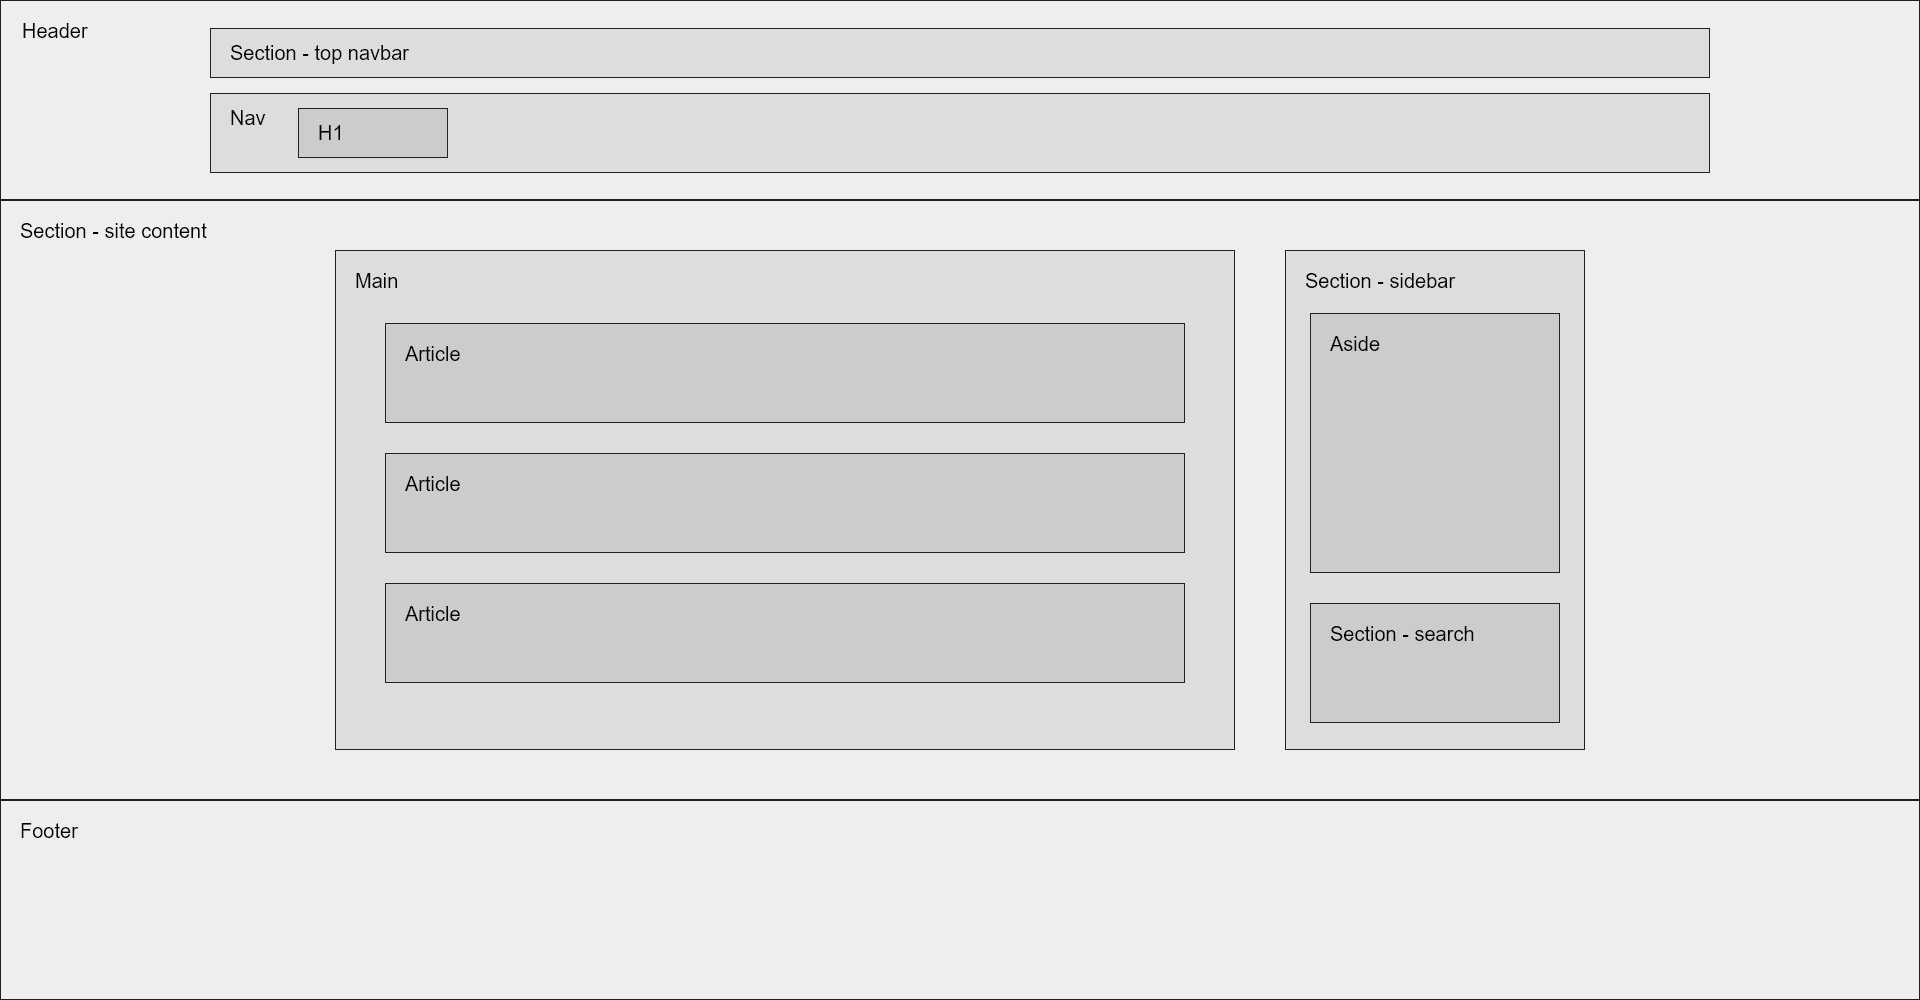 Header
Section - top navbar
Nav
H1
Section - site content
Main
Article
Article
Article
Section - sidebar
Aside
Section - search
Footer